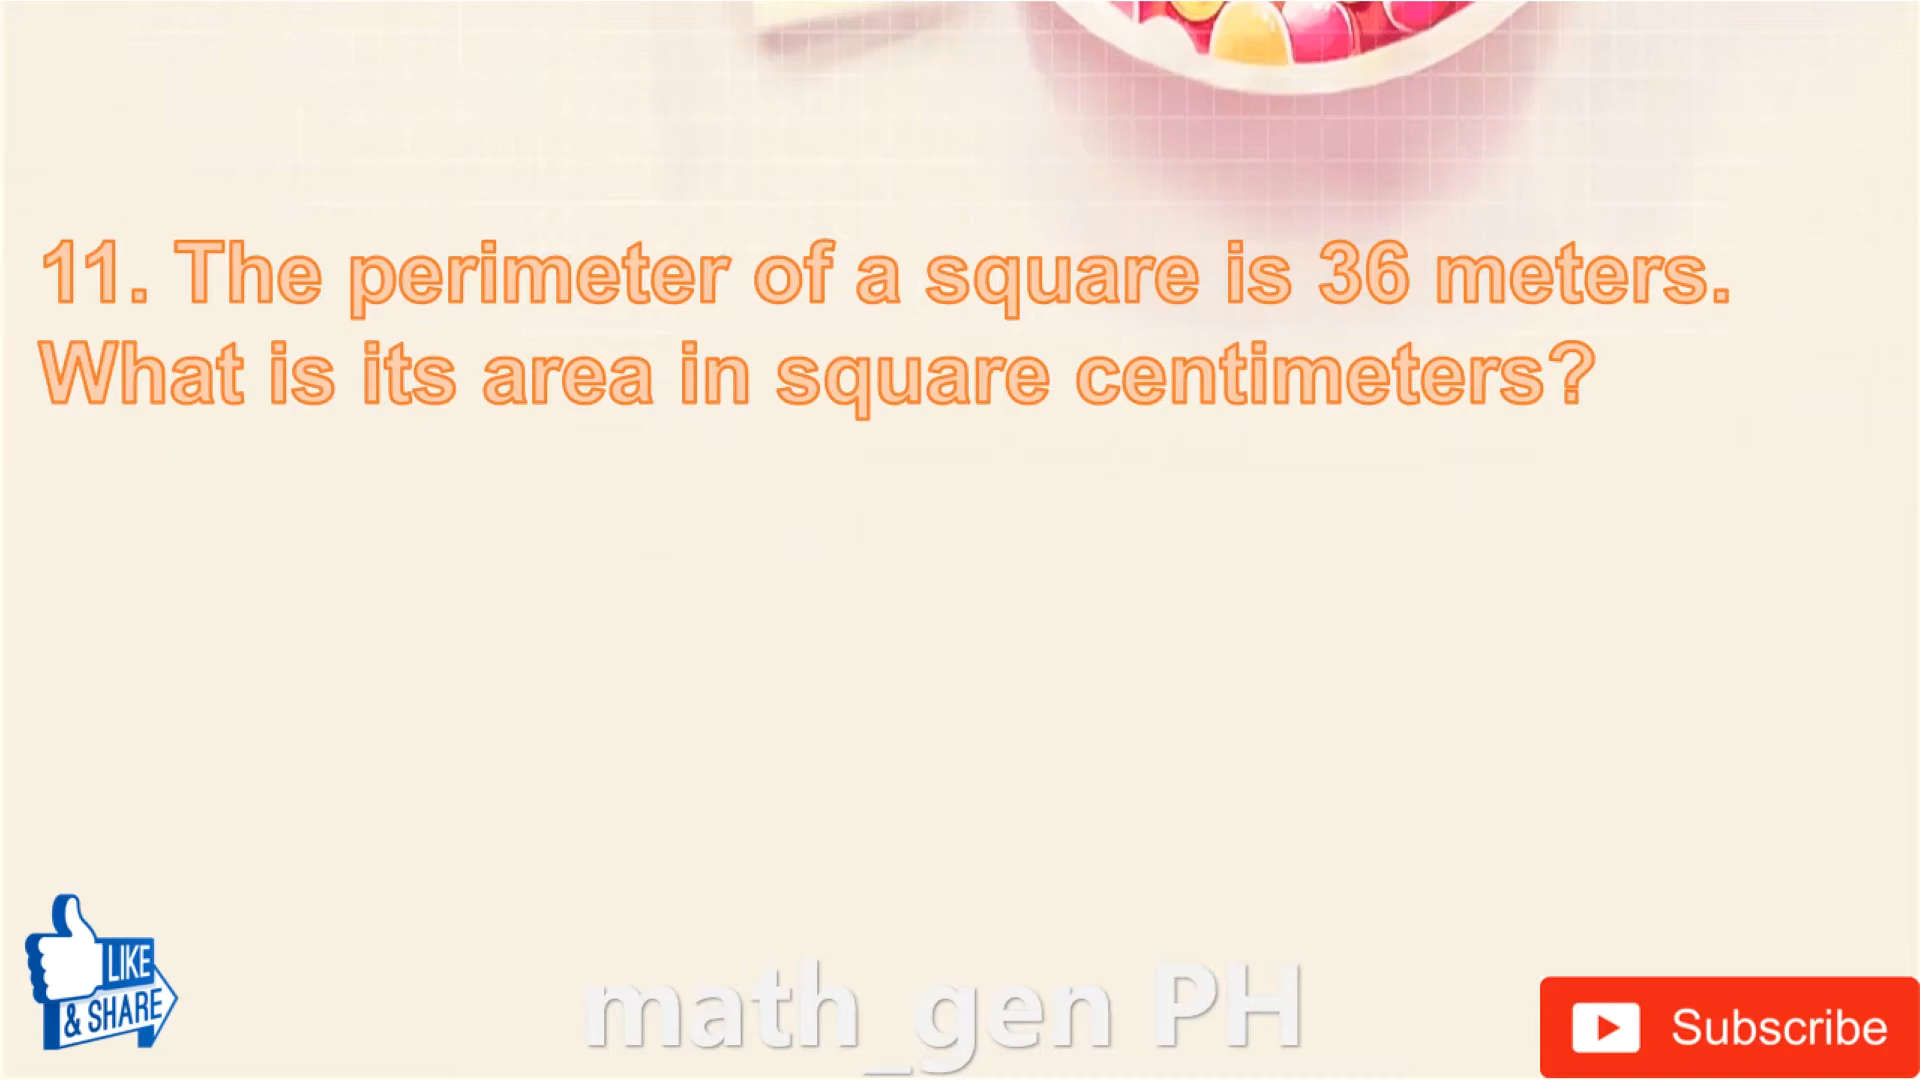 11. The perimeter of a square is 36 meters.
What is its area in square centimeters?
LIKE
& SHARE
math_gen PH
Subscribe